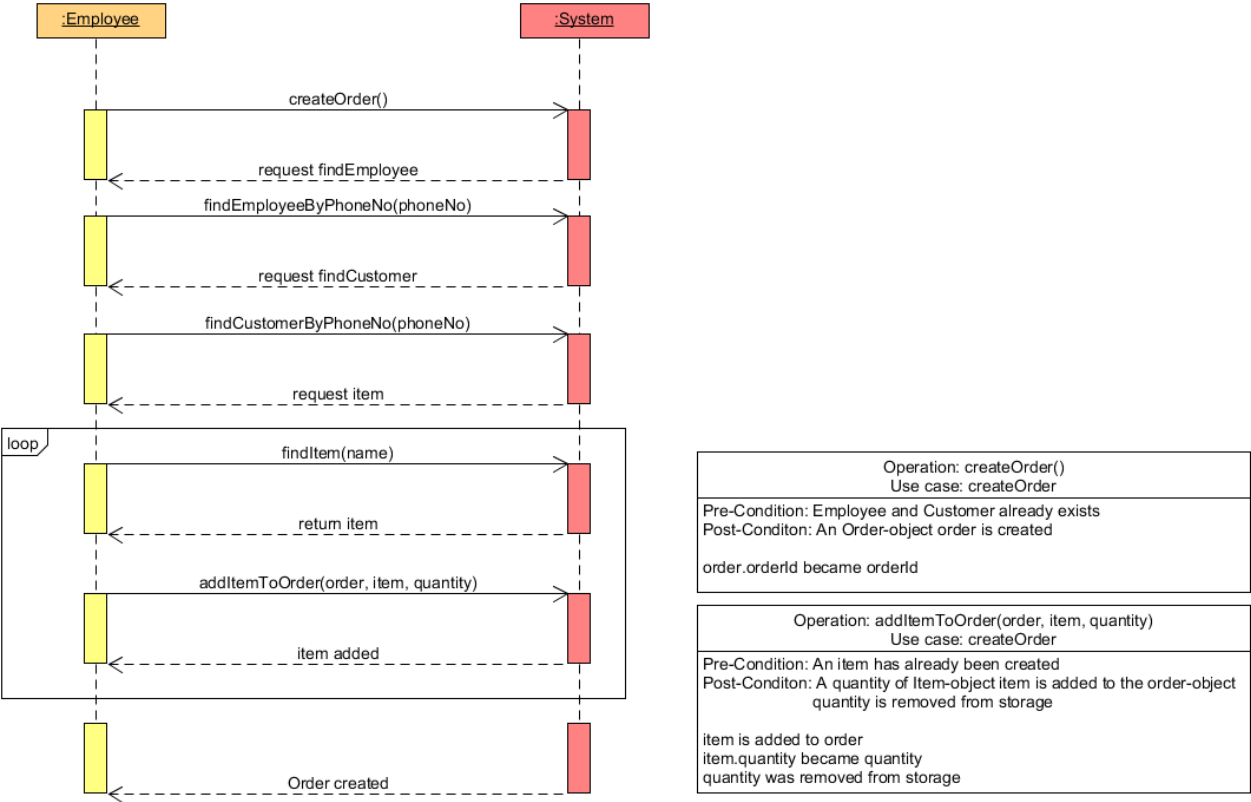 :Employee
:System
createOrder()
request findEmployee
findEmployeeByPhoneNo(phoneNo)
request findCustomer
findCustomerByPhoneNo(phoneNo)
request item
loop
findItem(name)
return item
addItemToOrder(order, item, quantity)
item added
Order created
Operation: createOrder()
Use case: createOrder
Pre-Condition: Employee and Customer already exists
Post-Conditon: An Order-object order is created
order.orderId became orderId
Operation: addItemToOrder(order, item, quantity)
Use case: createOrder
Pre-Condition: An item has already been created
Post-Conditon: A quantity of Item-object item is added to the order-object
quantity is removed from storage
item is added to order
item.quantity became quantity
quantity was removed from storage